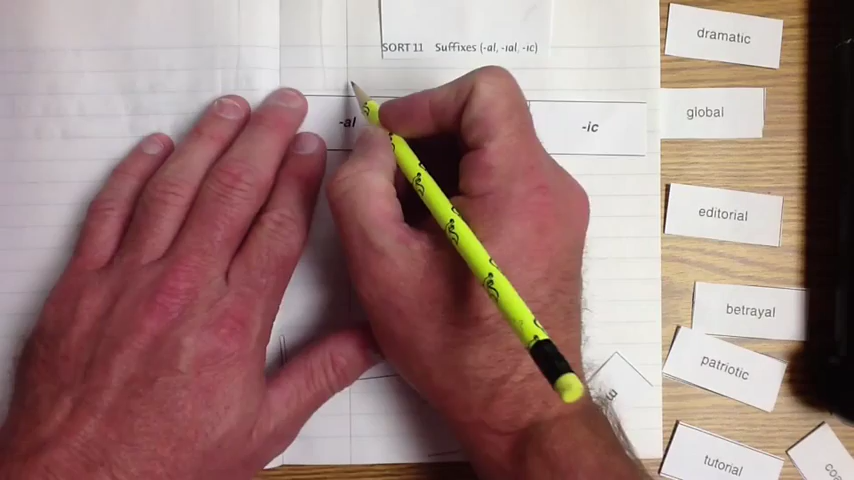 SORT 11 Suffixes (-al, -ial, -ic)
-al
-ic
dramatic
global
editorial
betrayal
patriotic
tutorial